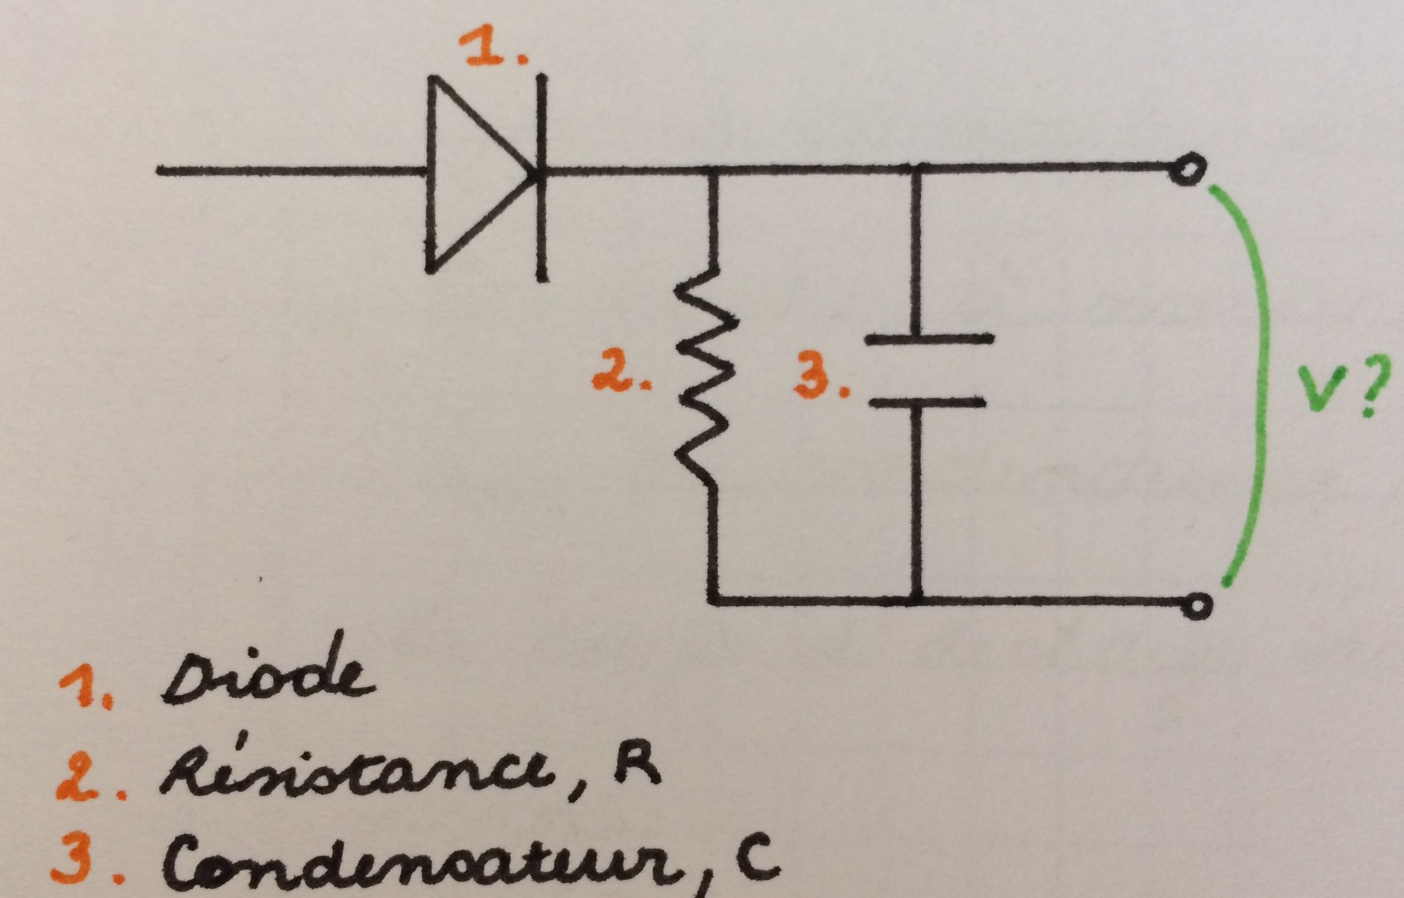 1.
2.
3.
V?
1. Diode
2. Résistance, R
3. Condensateur, C